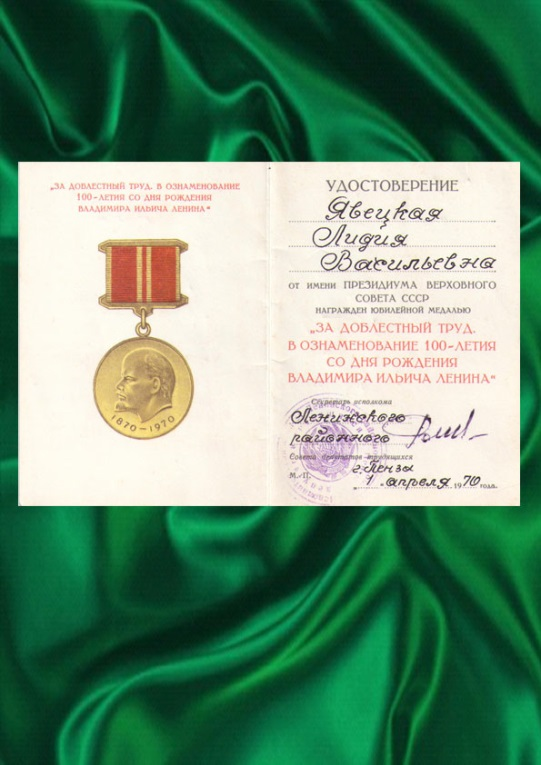 „ЗА ДОБЛЕСТНЫЙ ТРУД. В ОЗНАМЕНОВАНИЕ
100-ЛЕТИЯ СО ДНЯ РОЖДЕНИЯ
ВЛАДИМИРА ИЛЬИЧА ЛЕНИНА“
1870-1970
УДОСТОВЕРЕНИЕ
Явецкая
Лидия
Васильевна
ОТ ИМЕНИ ПРЕЗИДИУМА ВЕРХОВНОГО
СОВЕТА СССР
НАГРАЖДЕН ЮБИЛЕЙНОЙ МЕДАЛЬЮ
„ЗА ДОБЛЕСТНЫЙ ТРУД.
В ОЗНАМЕНОВАНИЕ 100-ЛЕТИЯ
СО ДНЯ РОЖДЕНИЯ
ВЛАДИМИРА ИЛЬИЧА ЛЕНИНА“
Секретарь исполкома
Ленинского
районного
Совета депутатов трудящихся
г. Пенза
М. П. 1 апреля 1970 года.